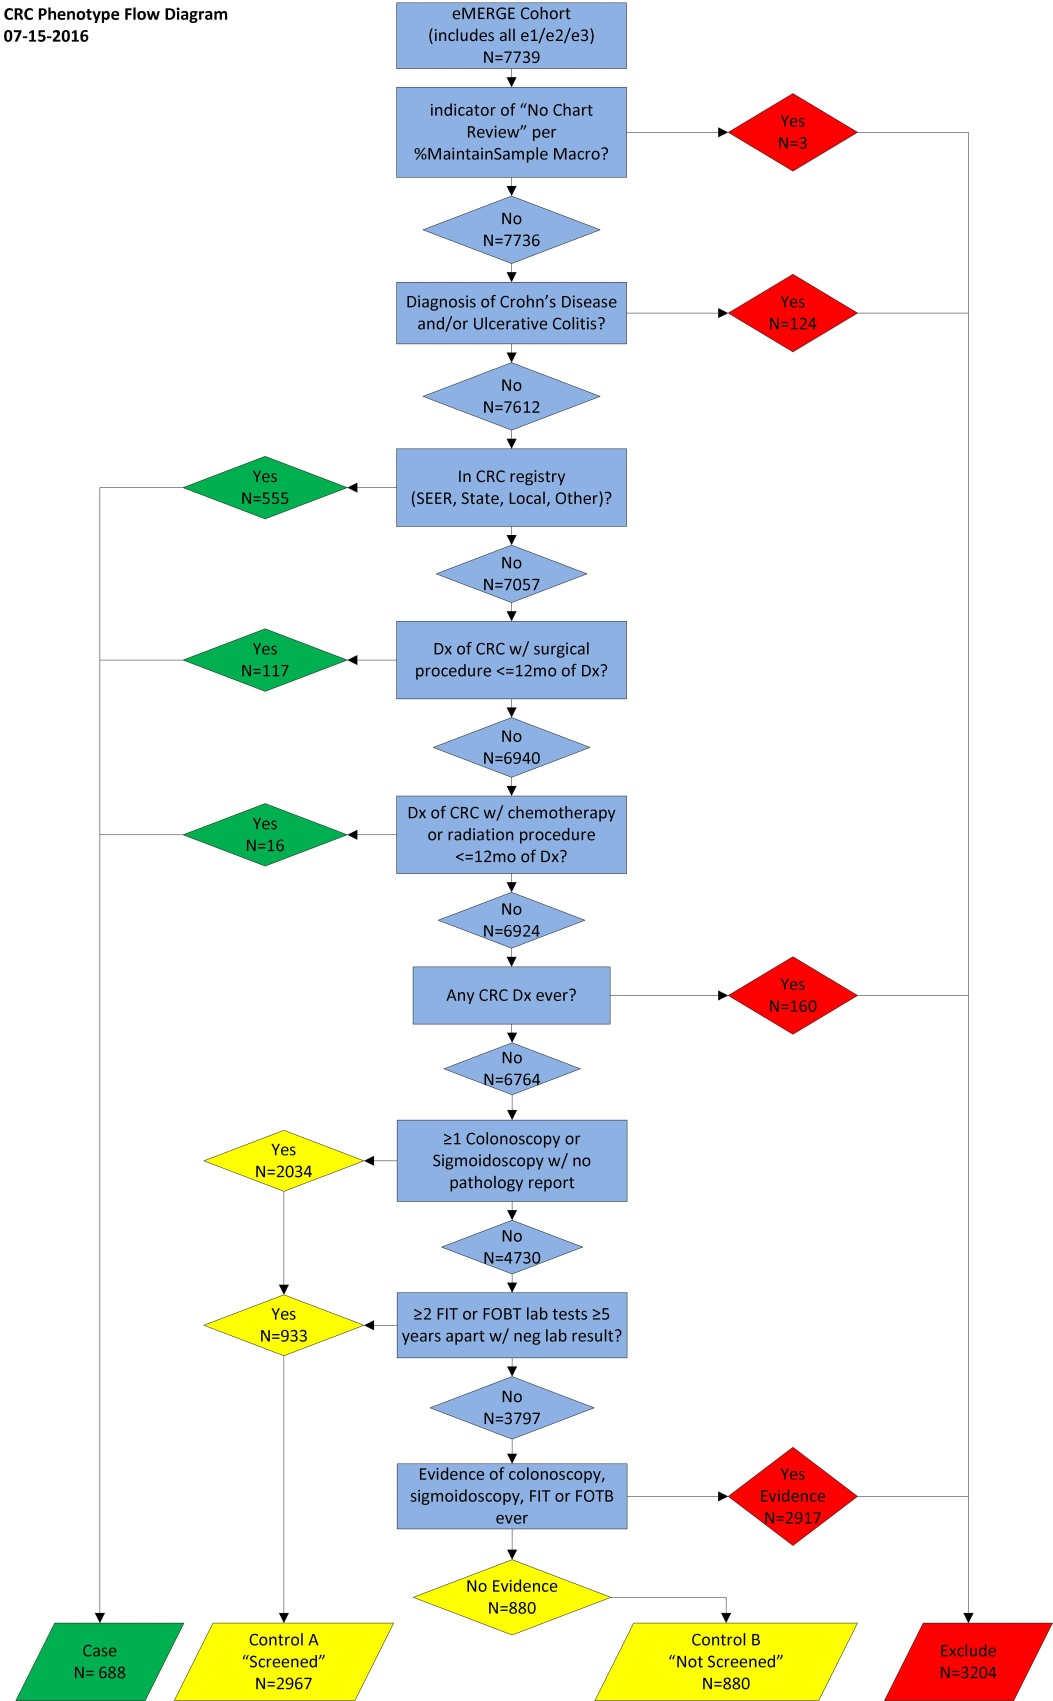 CRC Phenotype Flow Diagram
07-15-2016
eMERGE Cohort
(includes all e1/e2/e3)
N=7739
indicator of “No Chart
Review” per
%MaintainSample Macro?
Yes
N=3
No
N=7736
Diagnosis of Crohn’s Disease
and/or Ulcerative Colitis?
Yes
N=124
No
N=7612
In CRC registry
(SEER, State, Local, Other)?
Yes
N=555
No
N=7057
Dx of CRC w/ surgical
procedure <=12mo of Dx?
Yes
N=117
No
N=6940
Dx of CRC w/ chemotherapy
or radiation procedure
<=12mo of Dx?
Yes
N=16
No
N=6924
Any CRC Dx ever?
Yes
N=160
No
N=6764
≥1 Colonoscopy or
Sigmoidoscopy w/ no
pathology report
Yes
N=2034
No
N=4730
≥2 FIT or FOBT lab tests ≥5
years apart w/ neg lab result?
Yes
N=933
No
N=3797
Evidence of colonoscopy,
sigmoidoscopy, FIT or FOTB
ever
Yes
Evidence
N=2917
No Evidence
N=880
Case
N= 688
Control A
“Screened”
N=2967
Control B
“Not Screened”
N=880
Exclude
N=3204